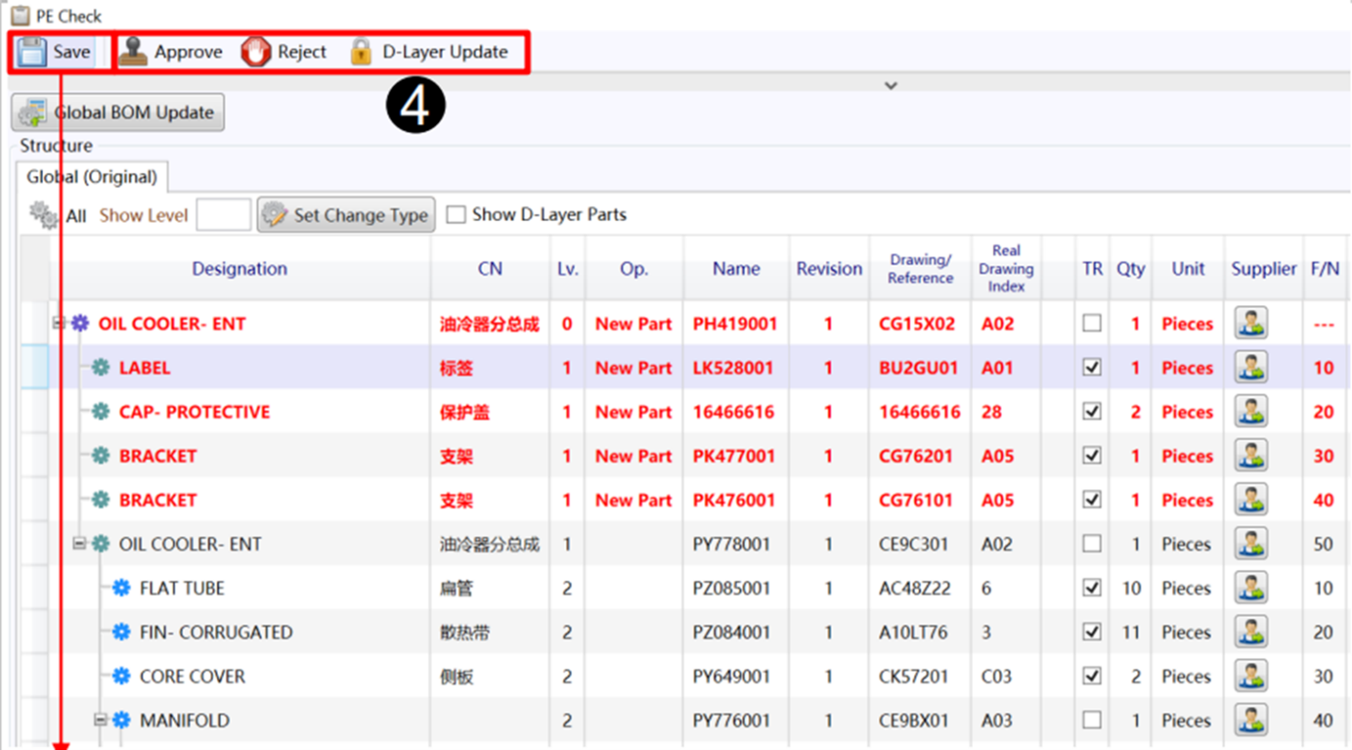 PE Check
Save Approve Reject D-Layer Update
4
Global BOM Update
Structure
Global (Original)
All Show Level Set Change Type Show D-Layer Parts
Designation CN Lv. Op. Name Revision Drawing/ Reference Real Drawing Index TR Qty Unit Supplier F/N
OIL COOLER- ENT 油冷器分总成 0 New Part PH419001 1 CG15X02 A02 1 Pieces ---
LABEL 标签 1 New Part LK528001 1 BU2GU01 A01 1 Pieces 10
CAP- PROTECTIVE 保护盖 1 New Part 16466616 1 16466616 28 2 Pieces 20
BRACKET 支架 1 New Part PK477001 1 CG76201 A05 1 Pieces 30
BRACKET 支架 1 New Part PK476001 1 CG76101 A05 1 Pieces 40
OIL COOLER- ENT 油冷器分总成 1 PY778001 1 CE9C301 A02 1 Pieces 50
FLAT TUBE 扁管 2 PZ085001 1 AC48Z22 6 10 Pieces 10
FIN- CORRUGATED 散热带 2 PZ084001 1 A10LT76 3 11 Pieces 20
CORE COVER 侧板 2 PY649001 1 CK57201 C03 2 Pieces 30
MANIFOLD 2 PY776001 1 CE9BX01 A03 1 Pieces 40